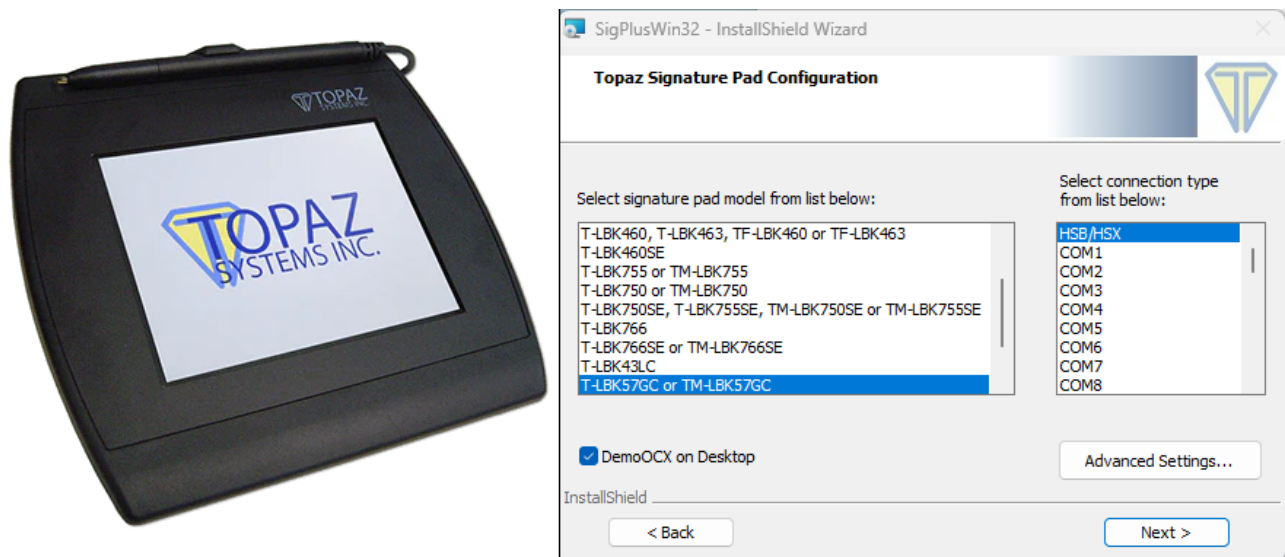 TOPAZ
SYSTEMS INC.
TOPAZ
SYSTEMS INC.
SigPlusWin32 - InstallShield Wizard
Topaz Signature Pad Configuration
Select signature pad model from list below:
T-LBK460, T-LBK463, TF-LBK460 or TF-LBK463
T-LBK460SE
T-LBK755 or TM-LBK755
T-LBK750 or TM-LBK750
T-LBK750SE, T-LBK755SE, TM-LBK750SE or TM-LBK755SE
T-LBK766
T-LBK766SE or TM-LBK766SE
T-LBK43LC
T-LBK57GC or TM-LBK57GC
Select connection type
from list below:
HSB/HSX
COM1
COM2
COM3
COM4
COM5
COM6
COM7
COM8
DemoOCX on Desktop
Advanced Settings...
InstallShield
< Back
Next >